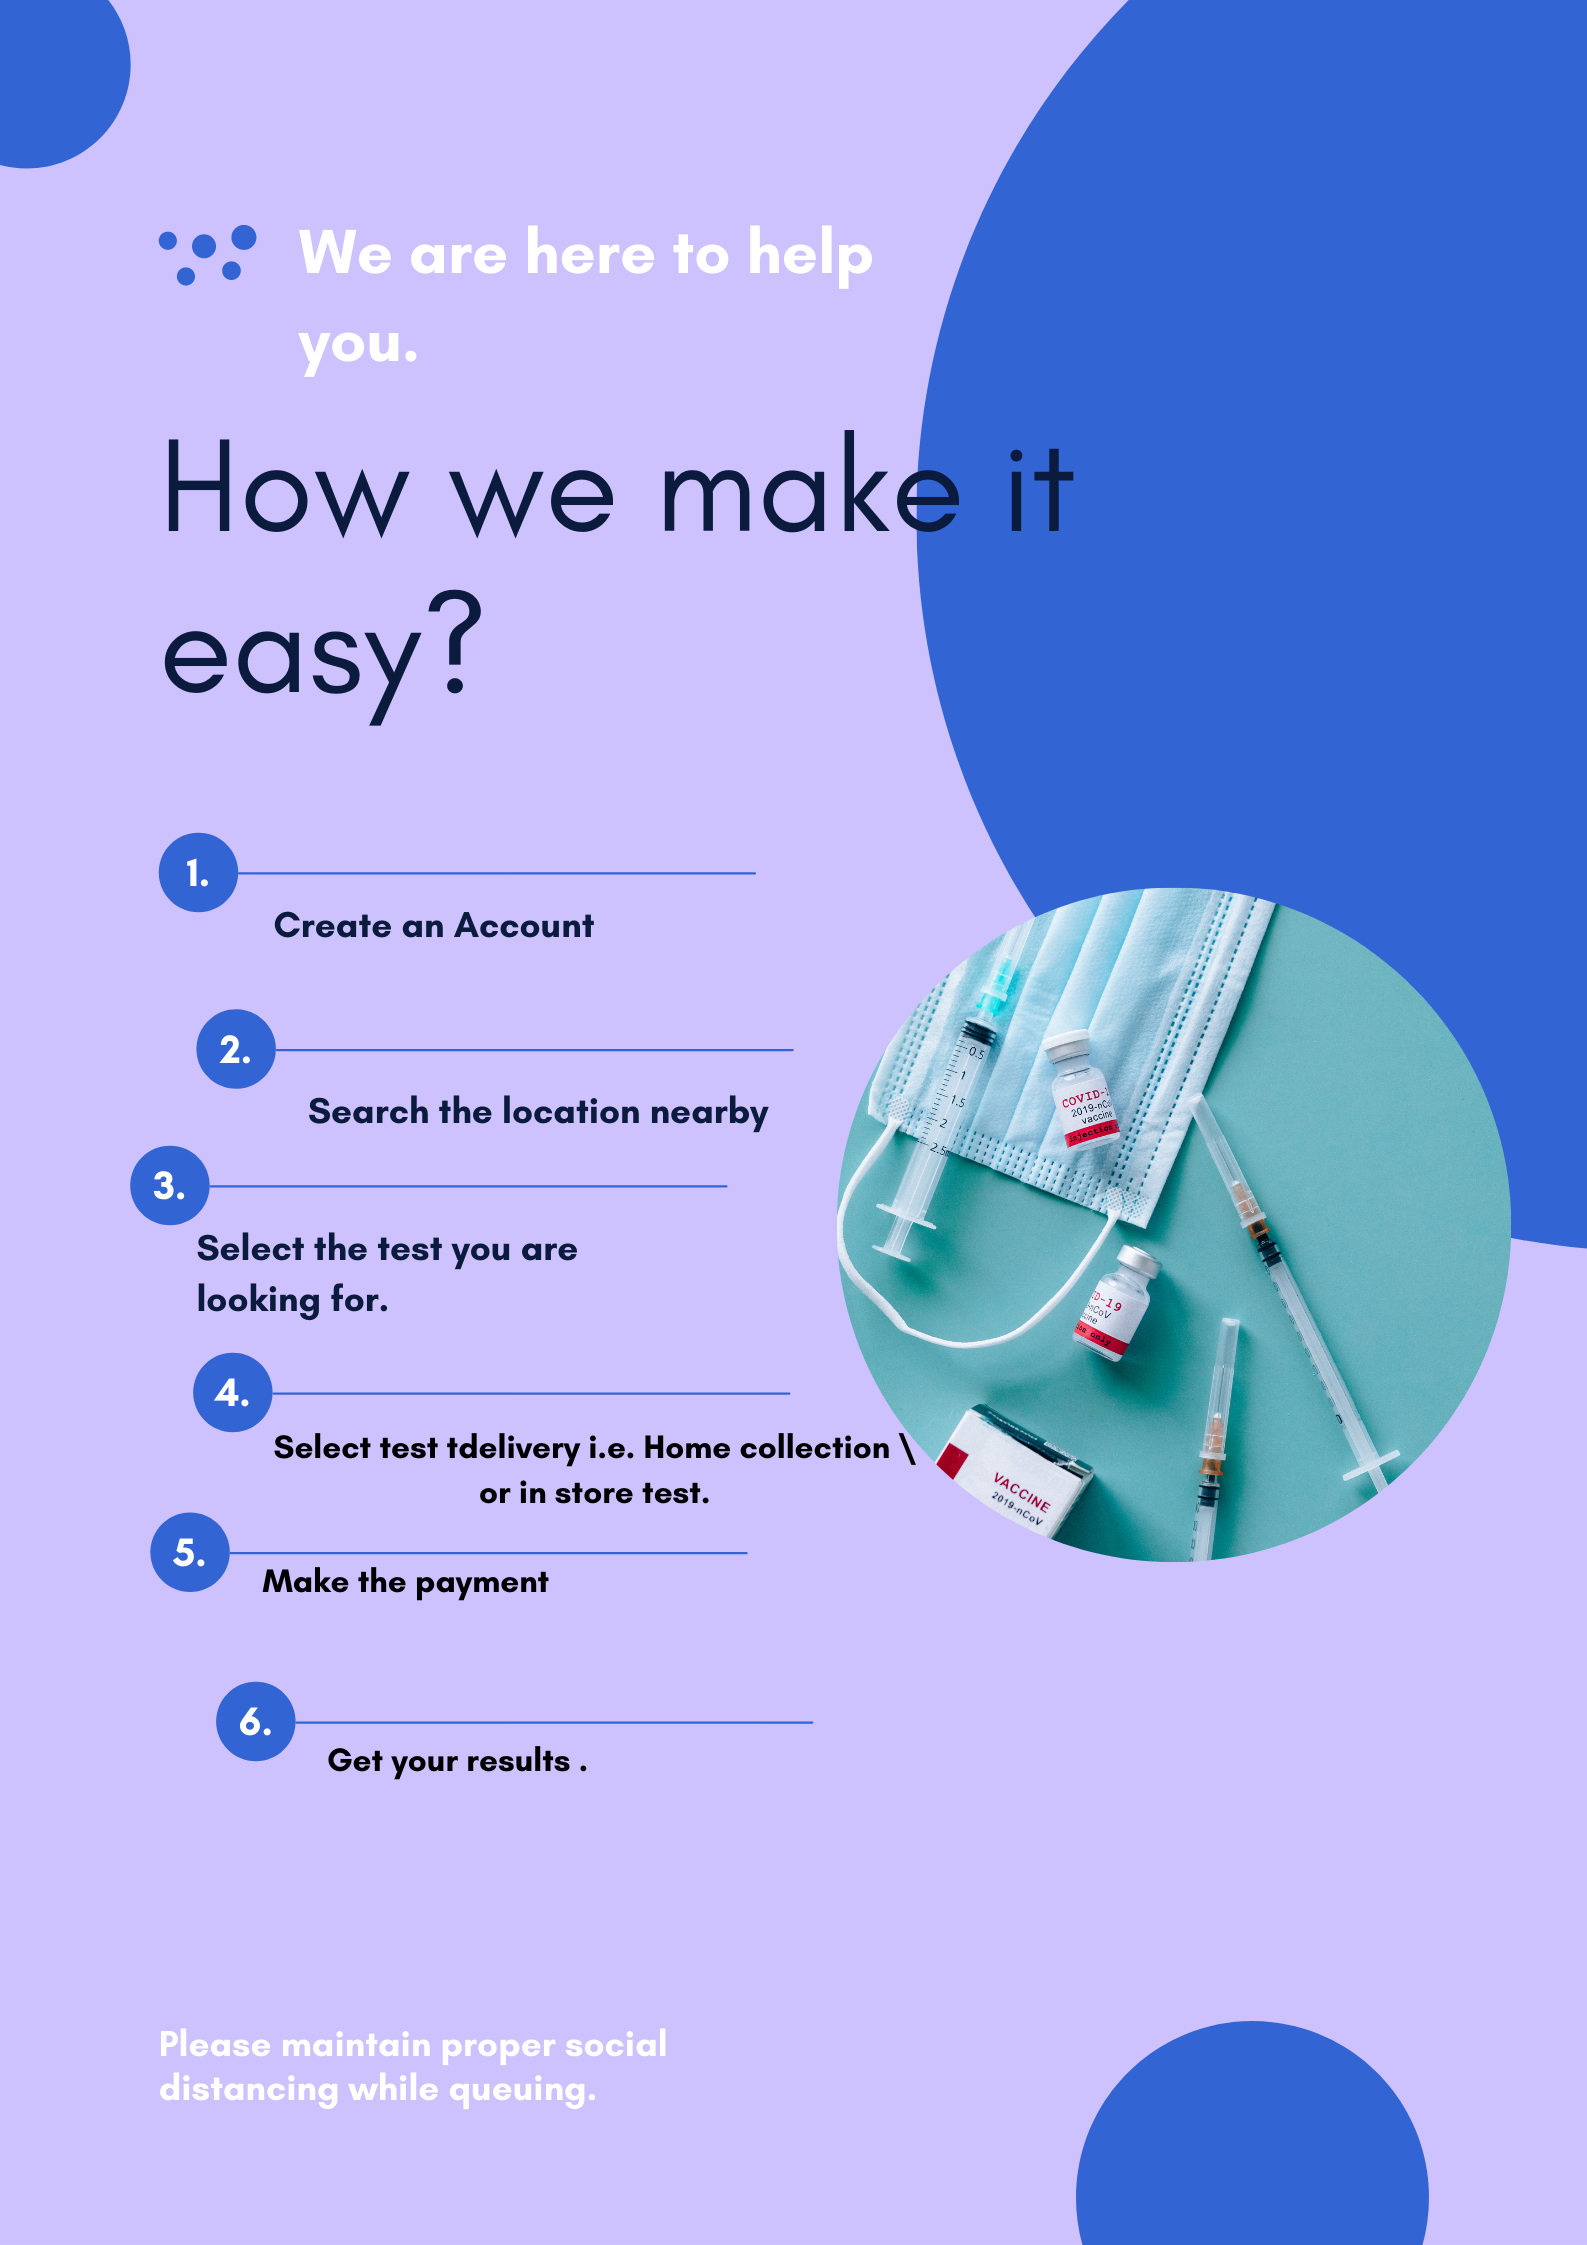 We are here to help
you.
How we make it
easy?
1.
Create an Account
2.
Search the location nearby
3.
Select the test you are
looking for.
4.
Select test tdelivery i.e. Home collection \
or in store test.
5.
Make the payment
6.
Get your results .
0.5
1
1.5
2
2.5
COVID-1
2019-nCo
vaccine
injection
D-19
-nCoV
cine
only
VACCINE
2019-nCoV
Please maintain proper social
distancing while queuing.